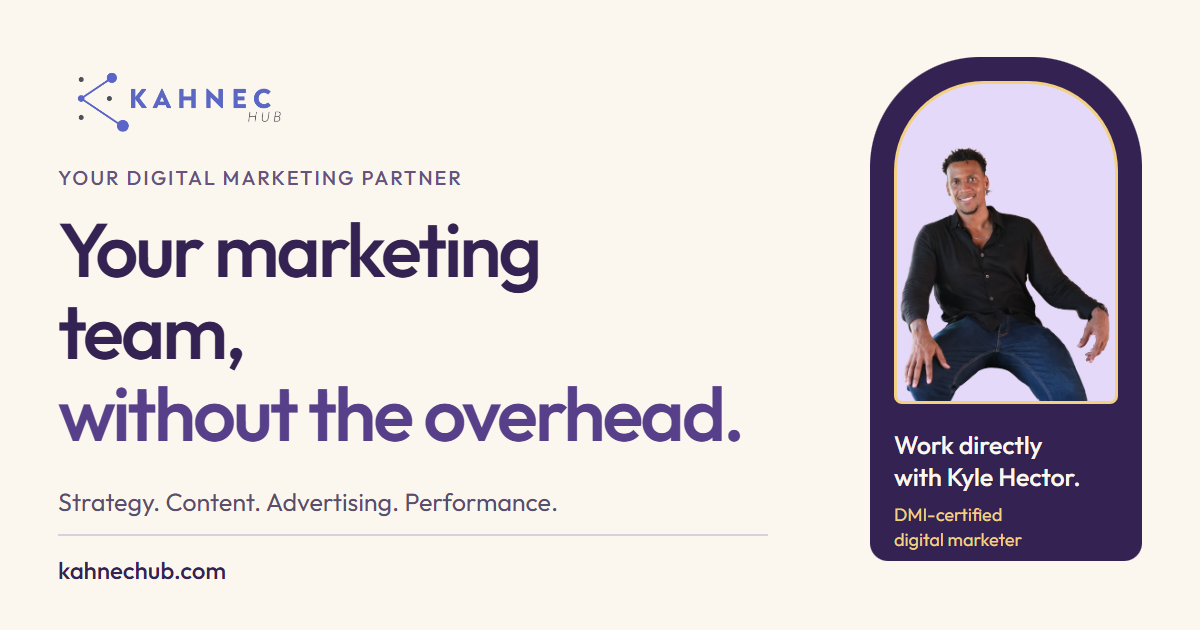 KAHNEC
HUB
YOUR DIGITAL MARKETING PARTNER
Your marketing
team,
without the overhead.
Strategy. Content. Advertising. Performance.
kahnechub.com
Work directly
with Kyle Hector.
DMI-certified
digital marketer